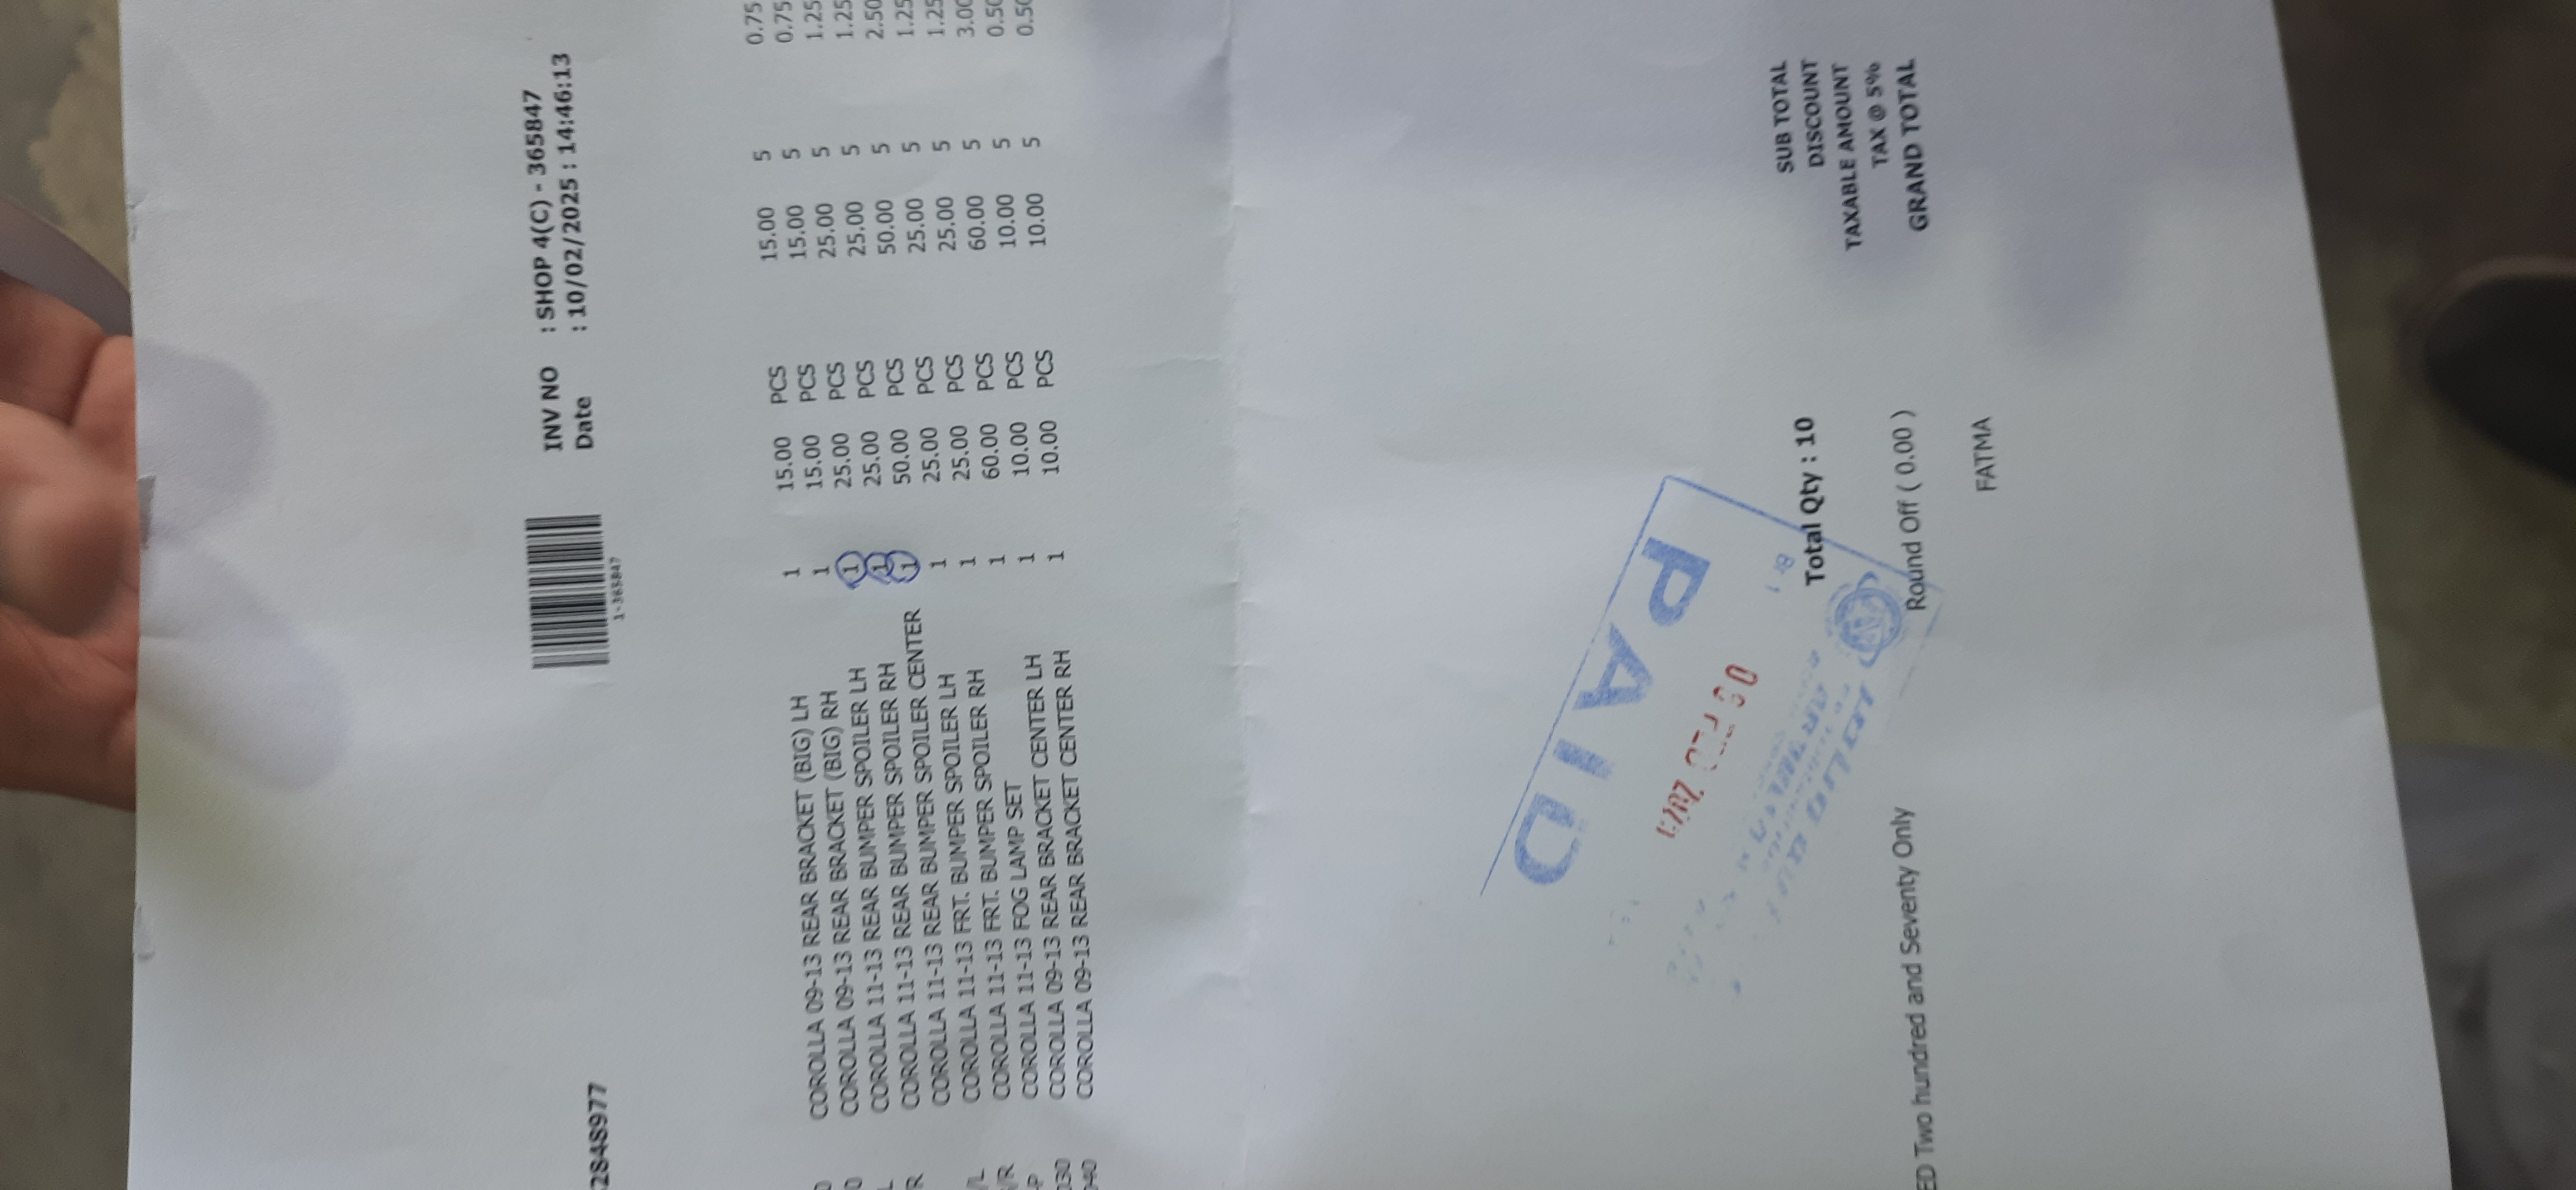 INV NO : SHOP 4(C) - 365847
Date : 10/02/2025 : 14:46:13
1-365847
2848977
COROLLA 09-13 REAR BRACKET (BIG) LH 1 15.00 PCS 15.00 5 0.75
COROLLA 09-13 REAR BRACKET (BIG) RH 1 15.00 PCS 15.00 5 0.75
COROLLA 11-13 REAR BUMPER SPOILER LH 1 25.00 PCS 25.00 5 1.25
COROLLA 11-13 REAR BUMPER SPOILER RH 1 25.00 PCS 25.00 5 1.25
COROLLA 11-13 REAR BUMPER SPOILER CENTER 1 50.00 PCS 50.00 5 2.50
COROLLA 11-13 FRT. BUMPER SPOILER LH 1 25.00 PCS 25.00 5 1.25
COROLLA 11-13 FRT. BUMPER SPOILER RH 1 25.00 PCS 25.00 5 1.25
COROLLA 11-13 FOG LAMP SET 1 60.00 PCS 60.00 5 3.00
COROLLA 09-13 REAR BRACKET CENTER LH 1 10.00 PCS 10.00 5 0.50
COROLLA 09-13 REAR BRACKET CENTER RH 1 10.00 PCS 10.00 5 0.50
PAID
SUB TOTAL
Total Qty : 10 DISCOUNT
TAXABLE AMOUNT
TAX @ 5%
ED Two hundred and Seventy Only Round Off ( 0.00 ) GRAND TOTAL
FATMA